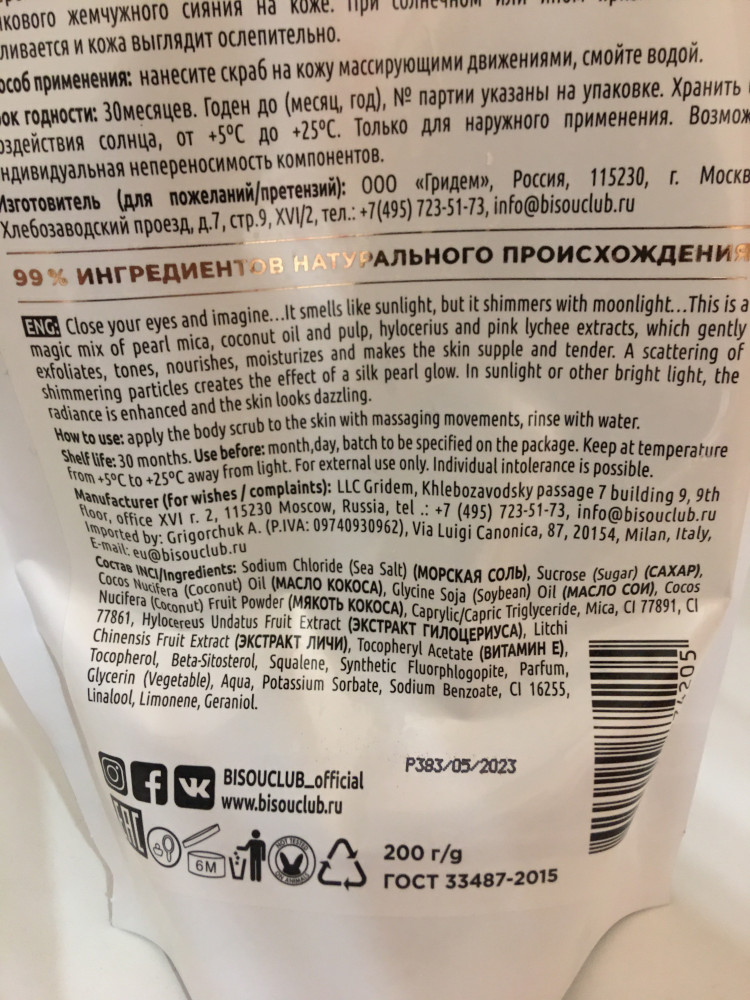 кового жемчужного сияния на коже. При солнечном или
ливается и кожа выглядит ослепительно.
особ применения: нанесите скраб на кожу массирующими движениями, смойте водой.
ок годности: 30месяцев. Годен до (месяц, год), № партии указаны на упаковке. Хранить
оздействия солнца, от +5°C до +25°C. Только для наружного применения. Возмож
ндивидуальная непереносимость компонентов.
Изготовитель (для пожеланий/претензий): ООО «Гридем», Россия, 115230, г. Москв
Хлебозаводский проезд, д.7, стр.9, XVI/2, тел.: +7(495) 723-51-73, info@bisouclub.ru
99% ИНГРЕДИЕНТОВ НАТУРАЛЬНОГО ПРОИСХОЖДЕНИЯ
ENG: Close your eyes and imagine...It smells like sunlight, but it shimmers with moonlight...This is a
magic mix of pearl mica, coconut oil and pulp, hylocerius and pink lychee extracts, which gently
exfoliates, tones, nourishes, moisturizes and makes the skin supple and tender. A scattering of
shimmering particles creates the effect of a silk pearl glow. In sunlight or other bright light, the
radiance is enhanced and the skin looks dazzling.
How to use: apply the body scrub to the skin with massaging movements, rinse with water.
Shelf life: 30 months. Use before: month,day, batch to be specified on the package. Keep at temperature
from +5°C to +25°C away from light. For external use only. Individual intolerance is possible.
Manufacturer (for wishes / complaints): LLC Gridem, Khlebozavodsky passage 7 building 9, 9th
floor, office XVI r. 2, 115230 Moscow, Russia, tel .: +7 (495) 723-51-73, info@bisouclub.ru
Imported by: Grigorchuk A. (P.IVA: 09740930962), Via Luigi Canonica, 87, 20154, Milan, Italy,
E-mail: eu@bisouclub.ru
Состав INCI/Ingredients: Sodium Chloride (Sea Salt) (МОРСКАЯ СОЛЬ), Sucrose (Sugar) (САХАР),
Cocos Nucifera (Coconut) Oil (МАСЛО КОКОСА), Glycine Soja (Soybean) Oil (МАСЛО СОИ), Cocos
Nucifera (Coconut) Fruit Powder (МЯКОТЬ КОКОСА), Caprylic/Capric Triglyceride, Mica, CI 77891, CI
77861, Hylocereus Undatus Fruit Extract (ЭКСТРАКТ ГИЛОЦЕРИУСА), Litchi
Chinensis Fruit Extract (ЭКСТРАКТ ЛИЧИ), Tocopheryl Acetate (ВИТАМИН Е),
Tocopherol, Beta-Sitosterol, Squalene, Synthetic Fluorphlogopite, Parfum,
Glycerin (Vegetable), Aqua, Potassium Sorbate, Sodium Benzoate, CI 16255,
Linalool, Limonene, Geraniol.
P383/05/2023
BISOUCLUB_official
www.bisouclub.ru
EAC
6M
NOT TESTED
ON ANIMALS
200 г/g
ГОСТ 33487-2015